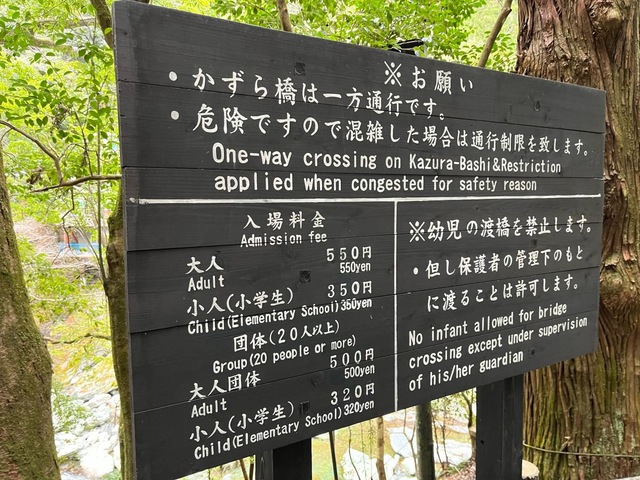 ※お願い
・かずら橋は一方通行です。
・危険ですので混雑した場合は通行制限を致します。
One-way crossing on Kazura-Bashi&Restriction
applied when congested for safety reason
入場料金
Admission fee
大人 550円
Adult 550yen
小人(小学生) 350円
Child(Elementary School)350yen
団体(20人以上)
Group(20 people or more)
大人団体 500円
Adult 500yen
小人(小学生) 320円
Child(Elementary School)320yen
※幼児の渡橋を禁止します。
・但し保護者の管理下のもと
に渡ることは許可します。
No infant allowed for bridge
crossing except under supervision
of his/her guardian